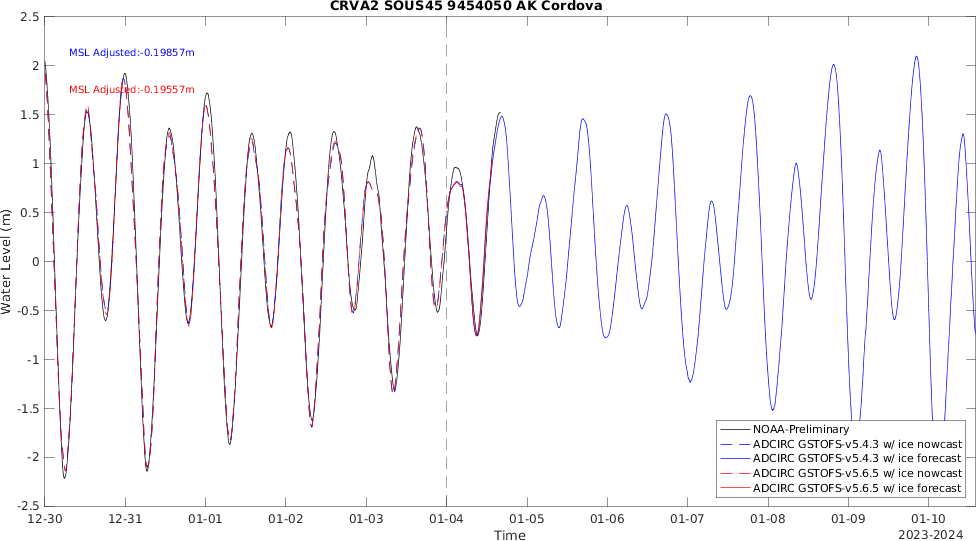 CRVA2 SOUS45 9454050 AK Cordova
2.5
2
1.5
1
0.5
0
-0.5
-1
-1.5
-2
-2.5
Water Level (m)
MSL Adjusted:-0.19857m
MSL Adjusted:-0.19557m
NOAA-Preliminary
ADCIRC GSTOFS-v5.4.3 w/ ice nowcast
ADCIRC GSTOFS-v5.4.3 w/ ice forecast
ADCIRC GSTOFS-v5.6.5 w/ ice nowcast
ADCIRC GSTOFS-v5.6.5 w/ ice forecast
12-30 12-31 01-01 01-02 01-03 01-04 01-05 01-06 01-07 01-08 01-09 01-10
Time
2023-2024